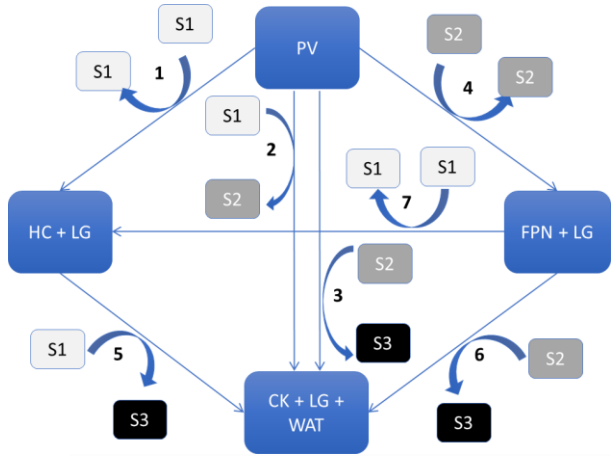 S1
PV
S2
S1
1
S2
4
S1
2
S1
S1
S2
7
HC + LG
FPN + LG
S2
3
S1
5
S3
6
S2
CK + LG +
WAT
S3
S3